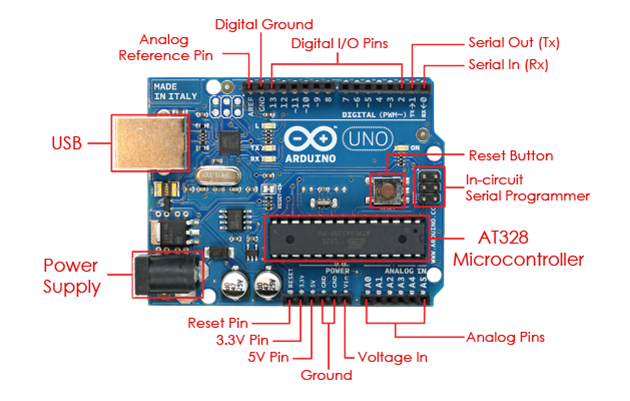 Digital Ground
Analog
Reference Pin
Digital I/O Pins
Serial Out (Tx)
Serial In (Rx)
MADE
IN ITALY
AREF
GND
13
12
~11
~10
~9
8
7
~6
~5
4
~3
2
TX→1
RX←0
DIGITAL (PWM~)
USB
L
TX
RX
ARDUINO
UNO
ON
Reset Button
In-circuit
Serial Programmer
AT328
Microcontroller
Power
Supply
POWER
ANALOG IN
RESET
3.3V
5V
GND
GND
Vin
A0
A1
A2
A3
A4
A5
Reset Pin
3.3V Pin
5V Pin
Ground
Voltage In
Analog Pins